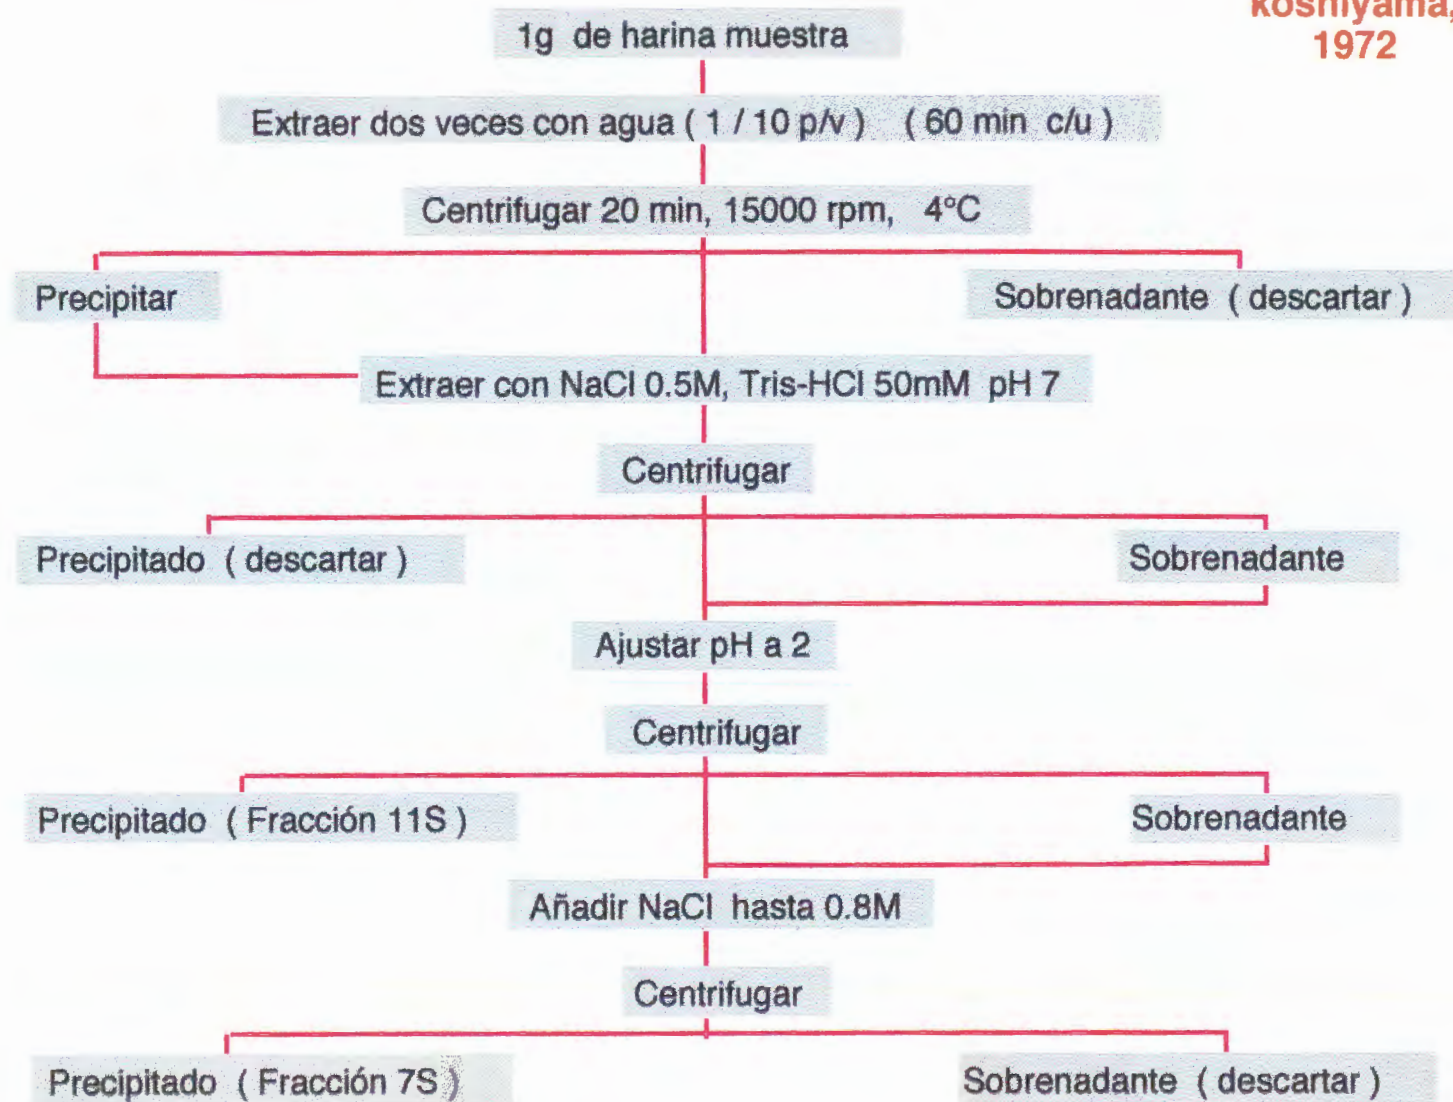 koshiyama,
1972
1g de harina muestra
Extraer dos veces con agua ( 1 / 10 p/v ) ( 60 min c/u )
Centrifugar 20 min, 15000 rpm, 4°C
Precipitar
Sobrenadante ( descartar )
Extraer con NaCl 0.5M, Tris-HCl 50mM pH 7
Centrifugar
Precipitado ( descartar )
Sobrenadante
Ajustar pH a 2
Centrifugar
Precipitado ( Fracción 11S )
Sobrenadante
Añadir NaCl hasta 0.8M
Centrifugar
Precipitado ( Fracción 7S )
Sobrenadante ( descartar )